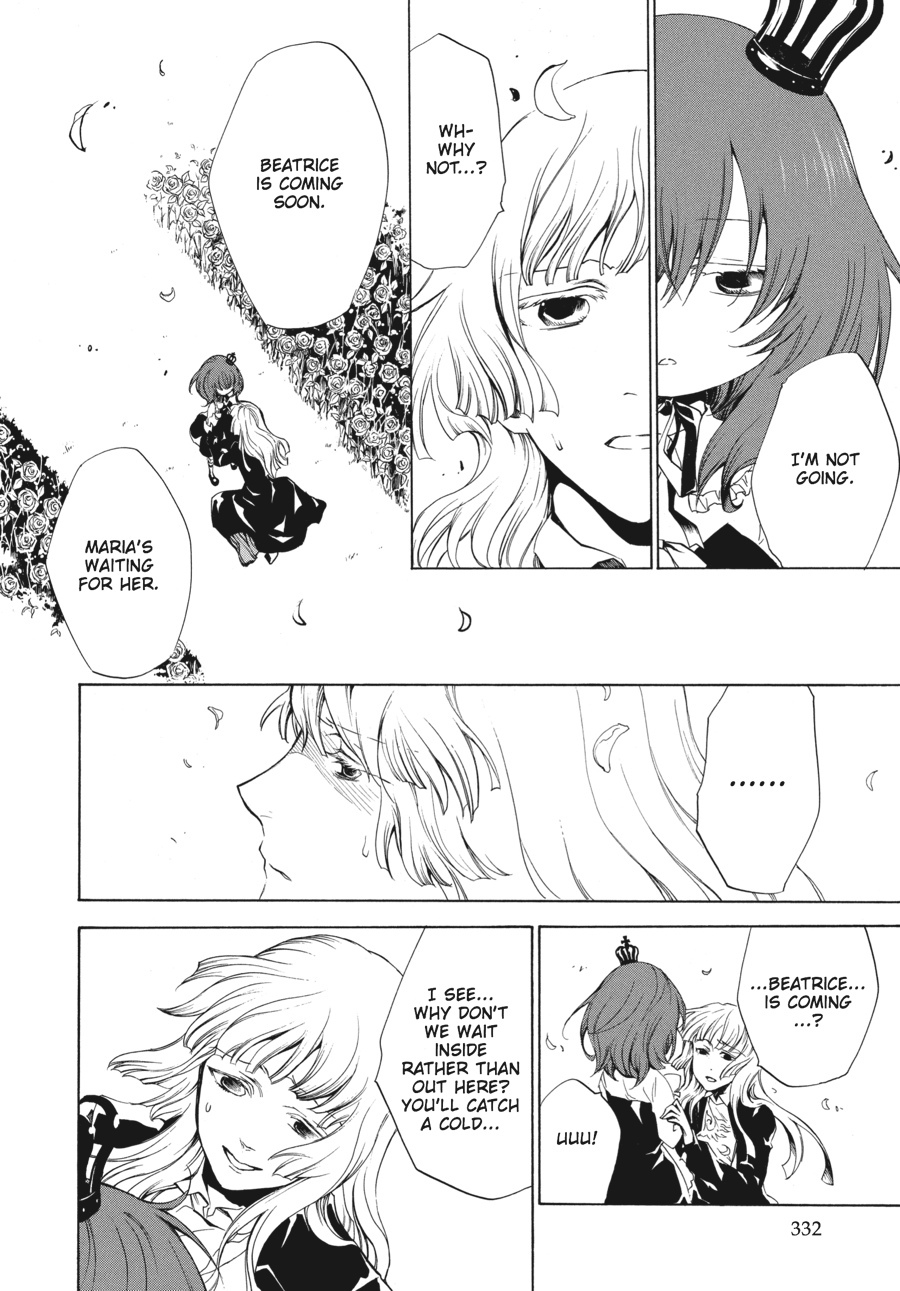 I'M NOT
GOING.
WH-
WHY
NOT...?
BEATRICE
IS COMING
SOON.
MARIA'S
WAITING
FOR HER.
......
...BEATRICE...
IS COMING
...?
UUU!
I SEE...
WHY DON'T
WE WAIT
INSIDE
RATHER THAN
OUT HERE?
YOU'LL CATCH
A COLD...
332